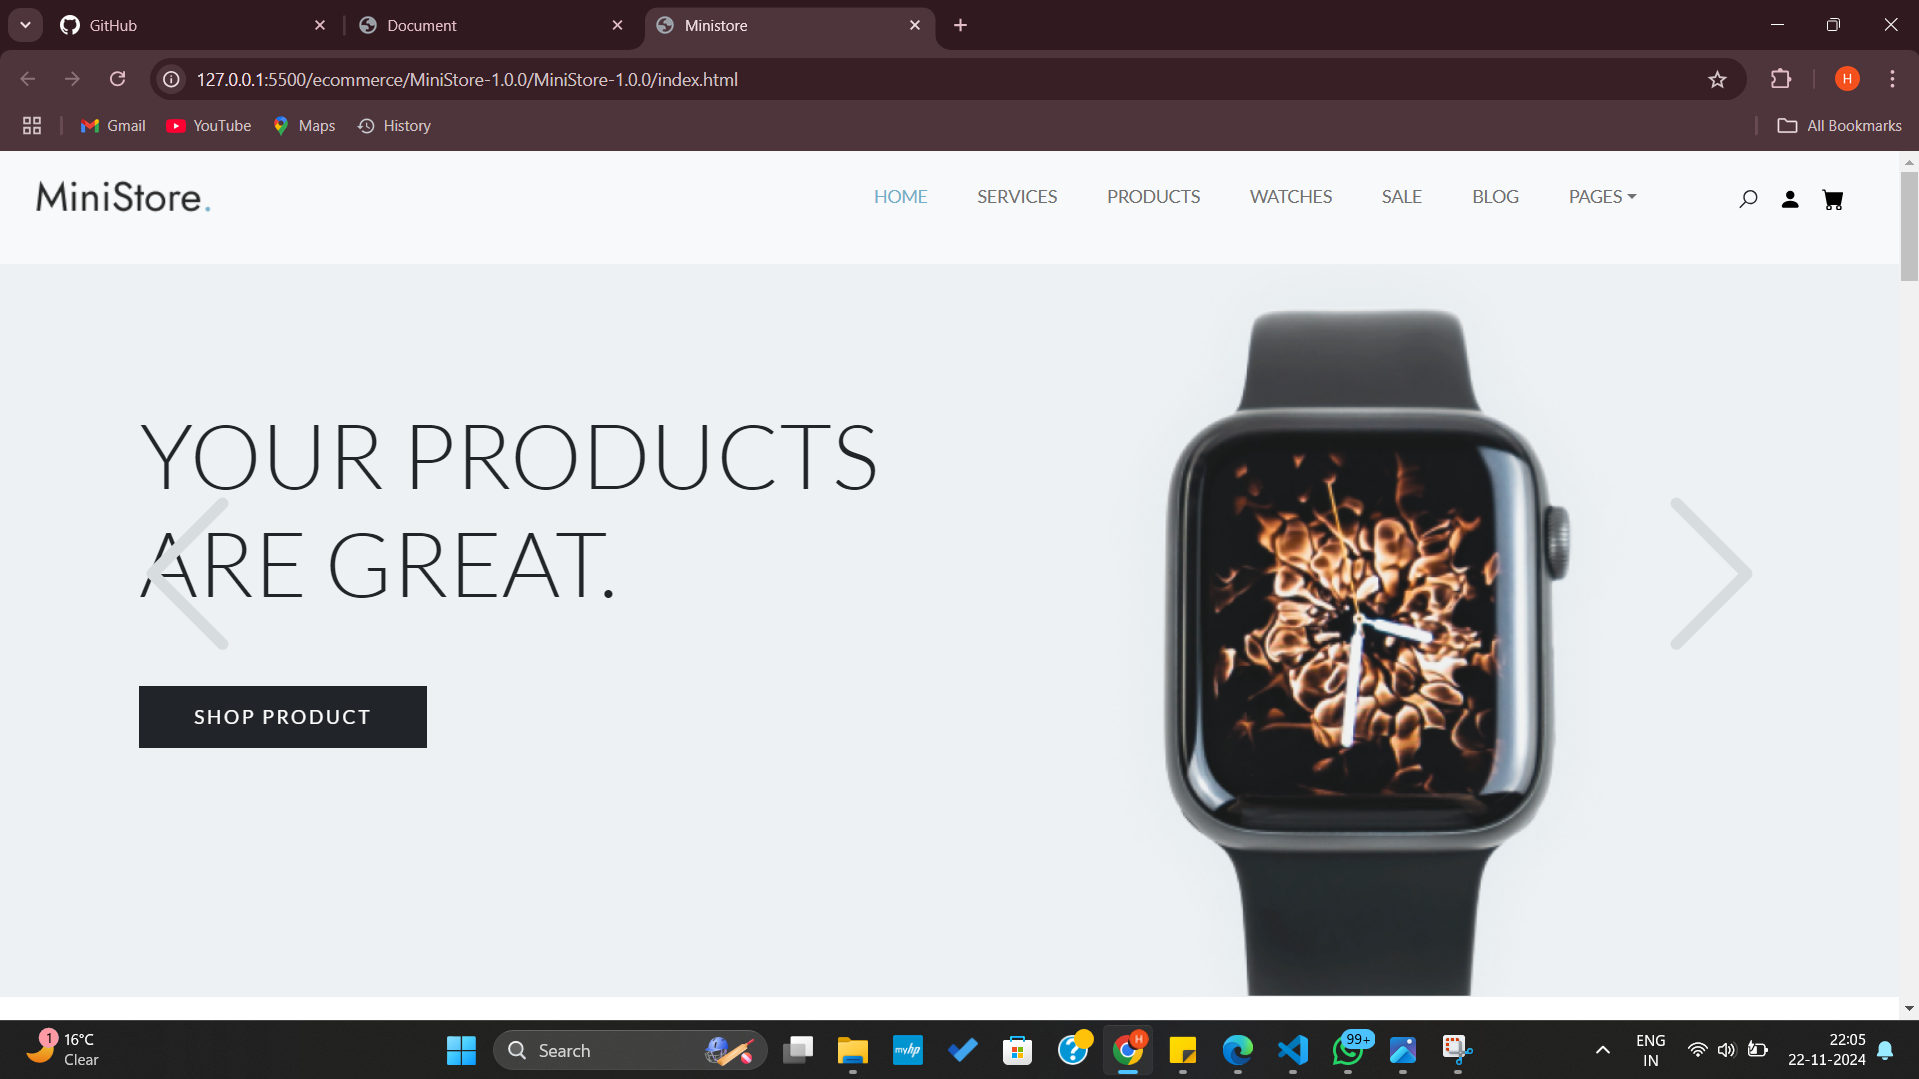 GitHub
Document
Ministore
127.0.0.1:5500/ecommerce/MiniStore-1.0.0/MiniStore-1.0.0/index.html
H
Gmail
YouTube
Maps
History
All Bookmarks
MiniStore.
HOME
SERVICES
PRODUCTS
WATCHES
SALE
BLOG
PAGES
YOUR PRODUCTS
ARE GREAT.
SHOP PRODUCT
1
16°C
Clear
Search
myhp
H
99+
ENG
IN
22:05
22-11-2024